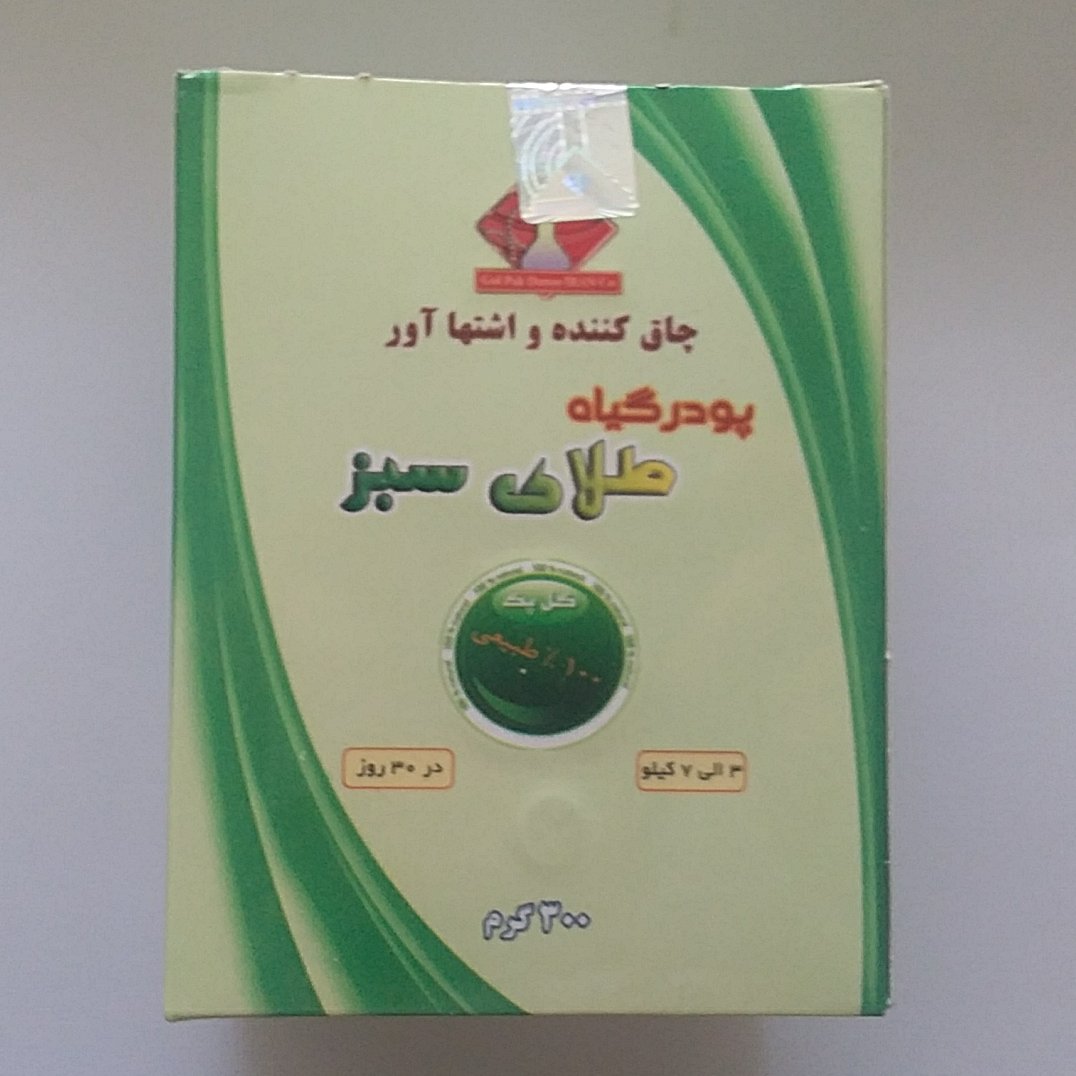 چاق کننده و اشتها آور
پودر گیاه
طلای سبز
گل پک
۱۰۰٪ طبیعی
۳ الی ۷ کیلو
در ۳۰ روز
۳۰۰ گرم